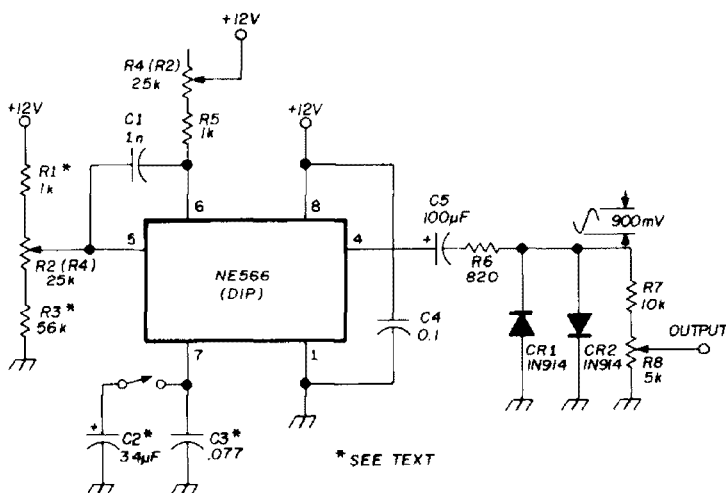 +12V
R4 (R2)
25k
+12V
C1
1n
R5
1k
+12V
R1*
1k
6
8
C5
100µF
900mV
5
4
+
R2 (R4)
25k
NE566
(DIP)
R6
820
R7
10k
C4
0.1
R3*
56k
CR1
1N914
CR2
1N914
OUTPUT
R8
5k
7
1
+
C2*
34µF
C3*
.077
*SEE TEXT